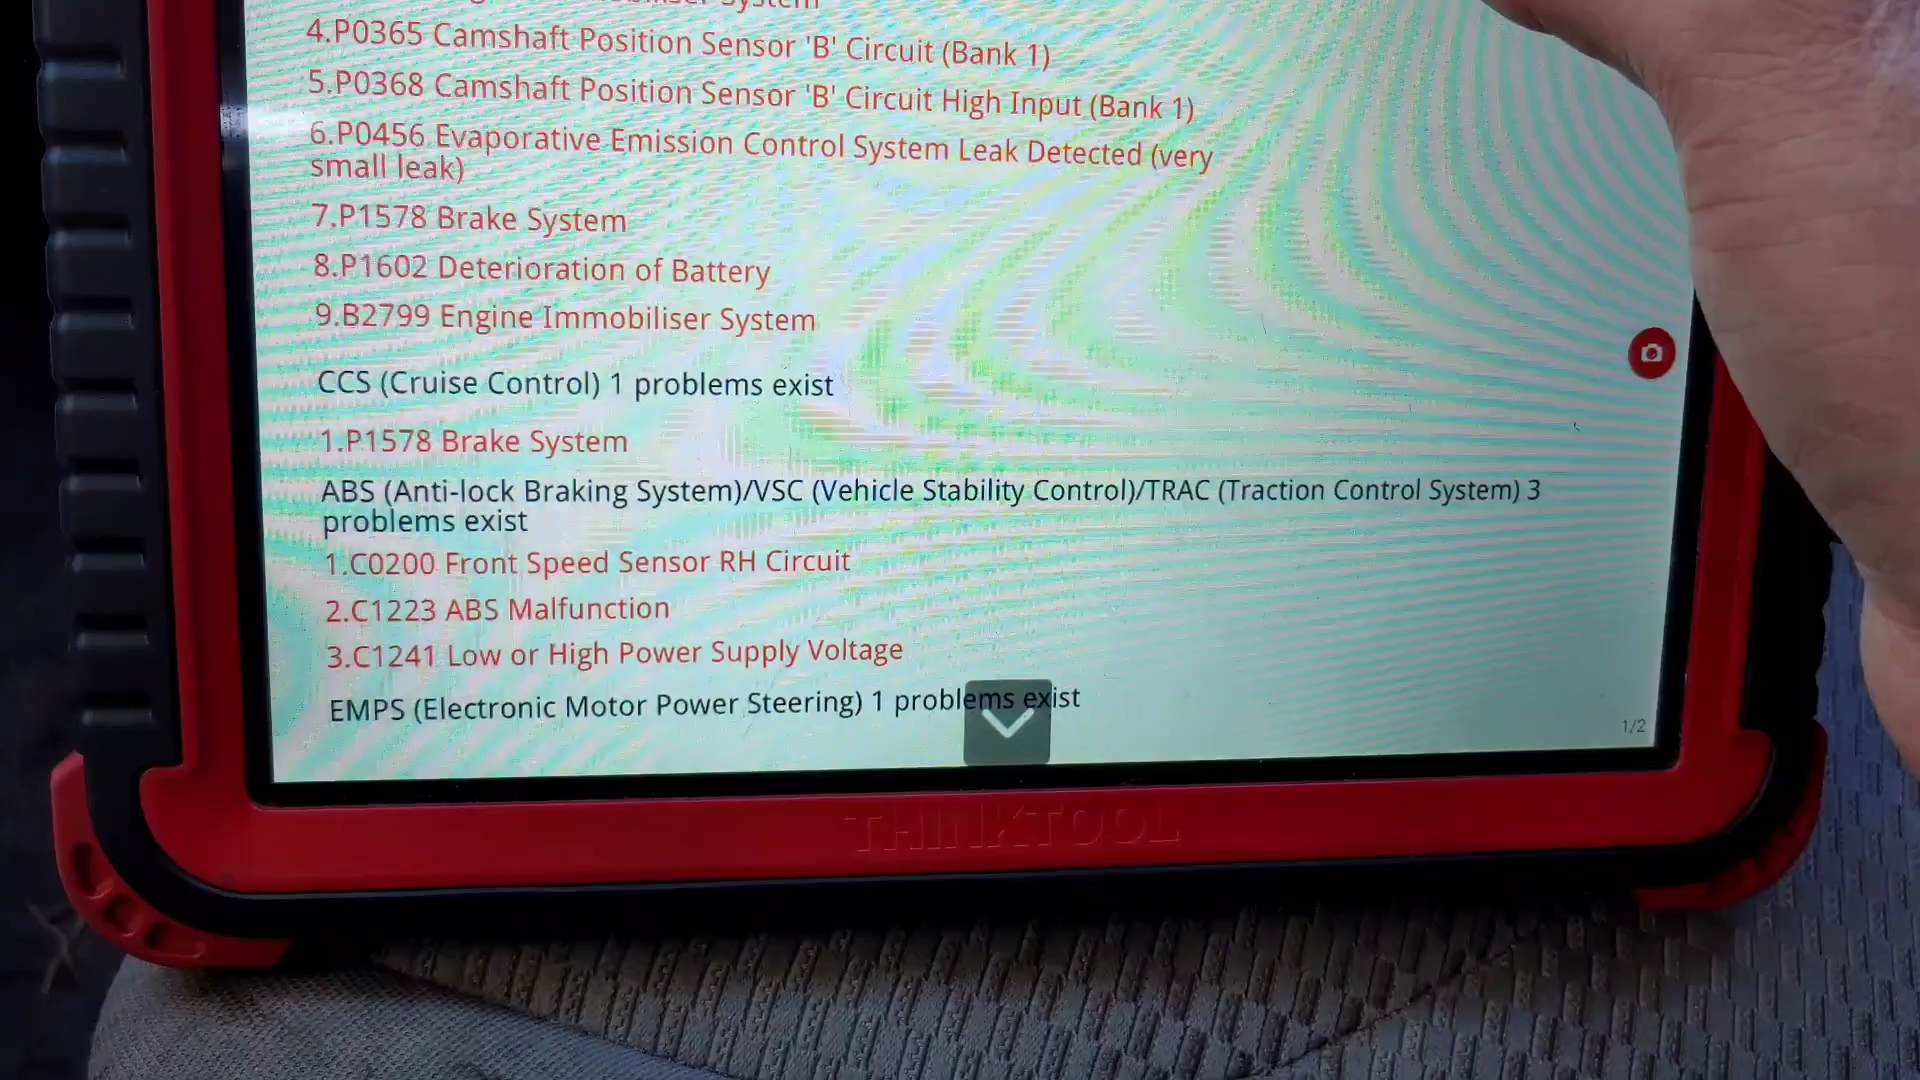 System
4.P0365 Camshaft Position Sensor 'B' Circuit (Bank 1)
5.P0368 Camshaft Position Sensor 'B' Circuit High Input (Bank 1)
6.P0456 Evaporative Emission Control System Leak Detected (very
small leak)
7.P1578 Brake System
8.P1602 Deterioration of Battery
9.B2799 Engine Immobiliser System
CCS (Cruise Control) 1 problems exist
1.P1578 Brake System
ABS (Anti-lock Braking System)/VSC (Vehicle Stability Control)/TRAC (Traction Control System) 3
problems exist
1.C0200 Front Speed Sensor RH Circuit
2.C1223 ABS Malfunction
3.C1241 Low or High Power Supply Voltage
EMPS (Electronic Motor Power Steering) 1 problems exist
1/2
THINKTOOL